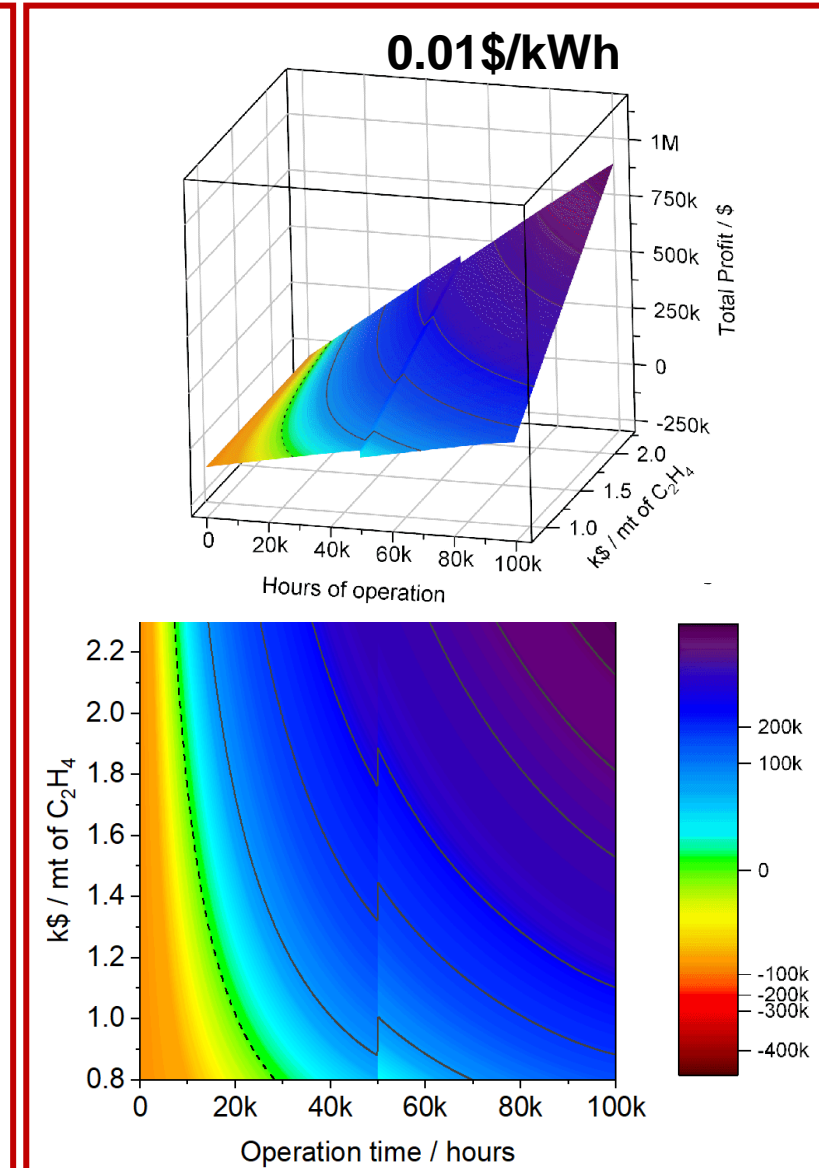 0.01$/kWh
1M
750k
500k
250k
0
-250k
Total Profit / $
2.0
1.5
1.0
k$ / mt of C₂H₄
0 20k 40k 60k 80k 100k
Hours of operation
2.2
2.0
1.8
1.6
1.4
1.2
1.0
0.8
k$ / mt of C₂H₄
0 20k 40k 60k 80k 100k
Operation time / hours
200k
100k
0
-100k
-200k
-300k
-400k